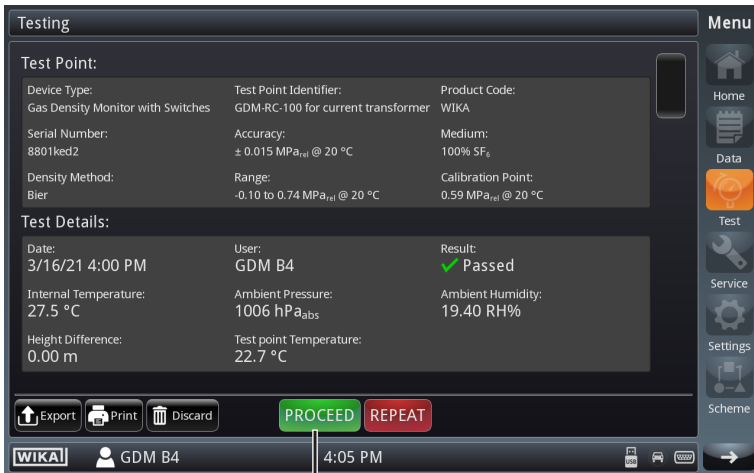 Testing
Menu
Test Point:
Device Type: Test Point Identifier: Product Code:
Gas Density Monitor with Switches GDM-RC-100 for current transformer WIKA
Serial Number: Accuracy: Medium:
8801ked2 ± 0.015 MPa_rel @ 20 °C 100% SF₆
Density Method: Range: Calibration Point:
Bier -0.10 to 0.74 MPa_rel @ 20 °C 0.59 MPa_rel @ 20 °C
Test Details:
Date: User: Result:
3/16/21 4:00 PM GDM B4 Passed
Internal Temperature: Ambient Pressure: Ambient Humidity:
27.5 °C 1006 hPa_abs 19.40 RH%
Height Difference: Test point Temperature:
0.00 m 22.7 °C
Export Print Discard PROCEED REPEAT
WIKA GDM B4 4:05 PM USB
Home
Data
Test
Service
Settings
Scheme